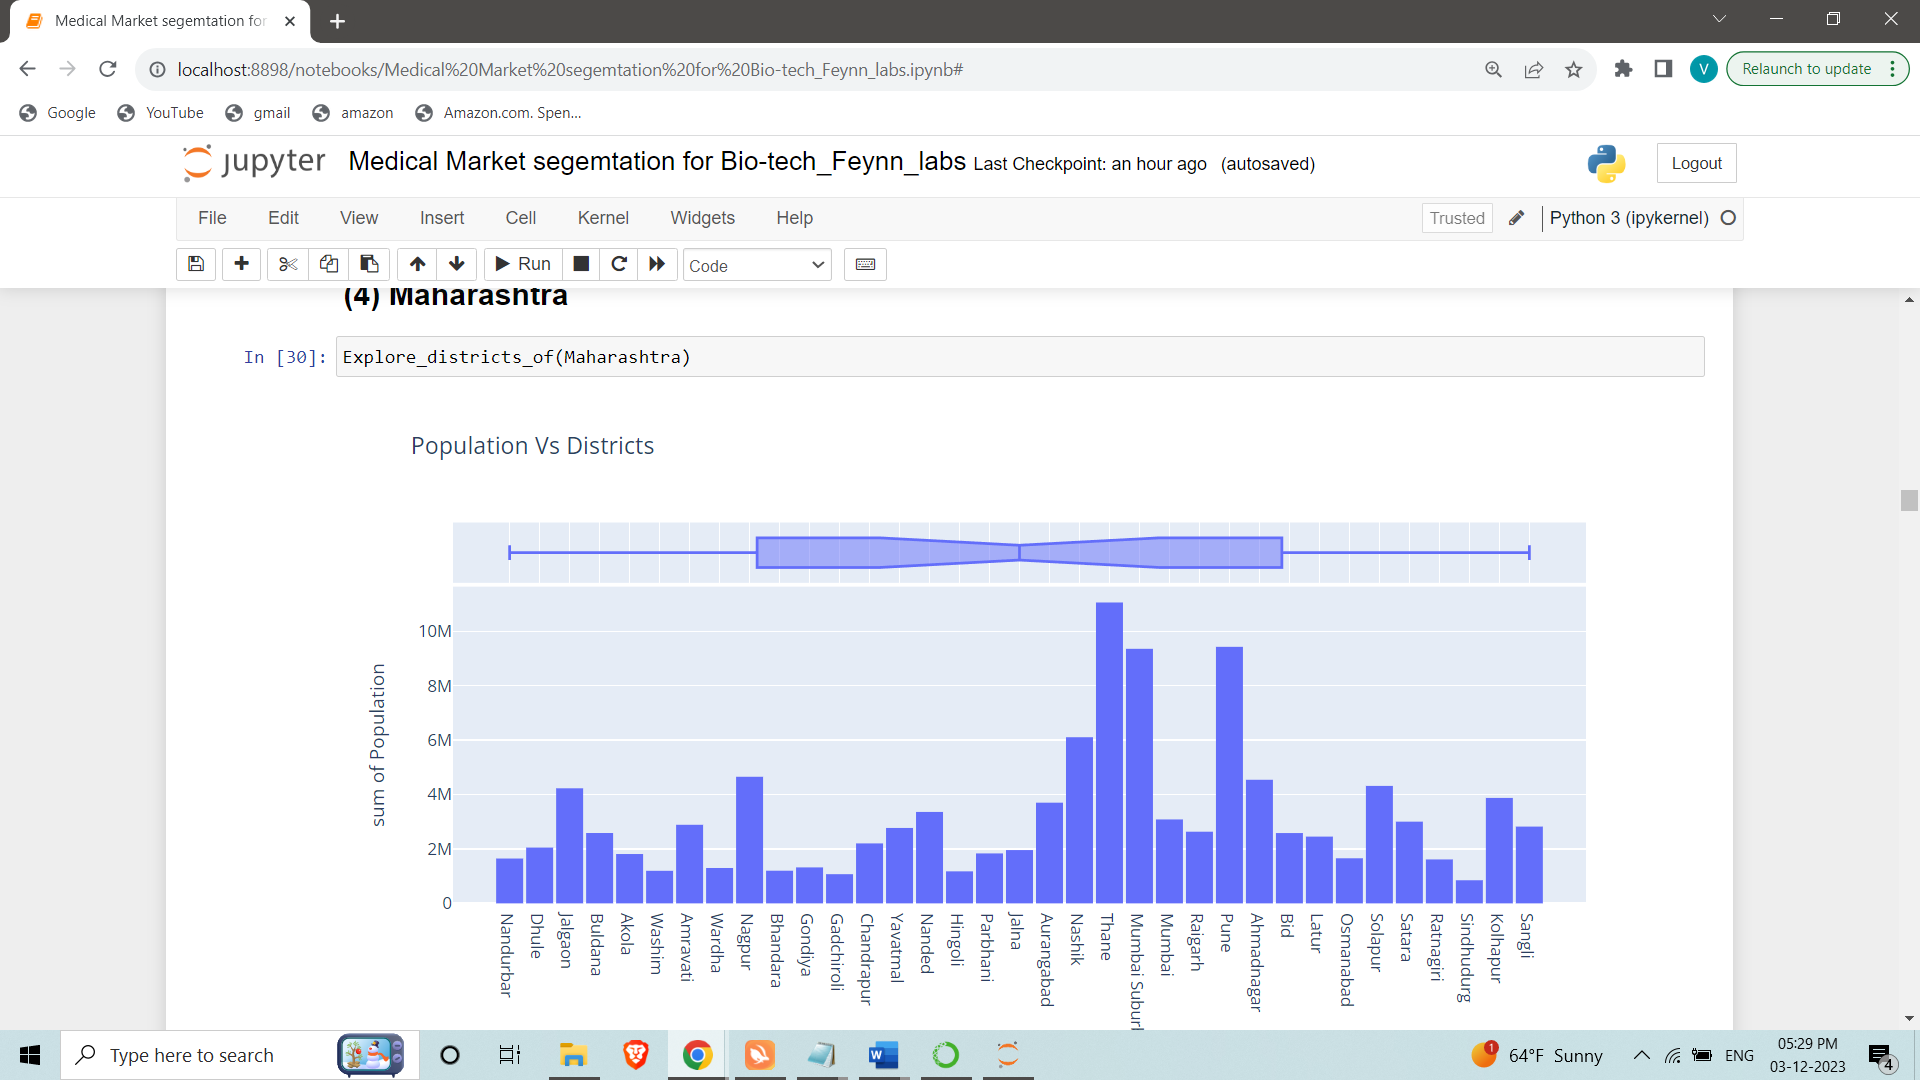 Medical Market segemtation for
localhost:8898/notebooks/Medical%20Market%20segemtation%20for%20Bio-tech_Feynn_labs.ipynb#
V
Relaunch to update
Google YouTube gmail amazon Amazon.com. Spen...
jupyter Medical Market segemtation for Bio-tech_Feynn_labs Last Checkpoint: an hour ago (autosaved)
Logout
File Edit View Insert Cell Kernel Widgets Help
Trusted Python 3 (ipykernel)
Run Code
(4) Maharashtra
In [30]: Explore_districts_of(Maharashtra)
Population Vs Districts
10M
8M
6M
4M
2M
0
sum of Population
Nandurbar
Dhule
Jalgaon
Buldana
Akola
Washim
Amravati
Wardha
Nagpur
Bhandara
Gondiya
Gadchiroli
Chandrapur
Yavatmal
Nanded
Hingoli
Parbhani
Jalna
Aurangabad
Nashik
Thane
Mumbai
Mumbai
Raigarh
Pune
Ahmadnagar
Bid
Latur
Osmanabad
Solapur
Satara
Ratnagiri
Sindhudurg
Kolhapur
Sangli
Type here to search
W
1
64°F Sunny
ENG
05:29 PM
03-12-2023
4